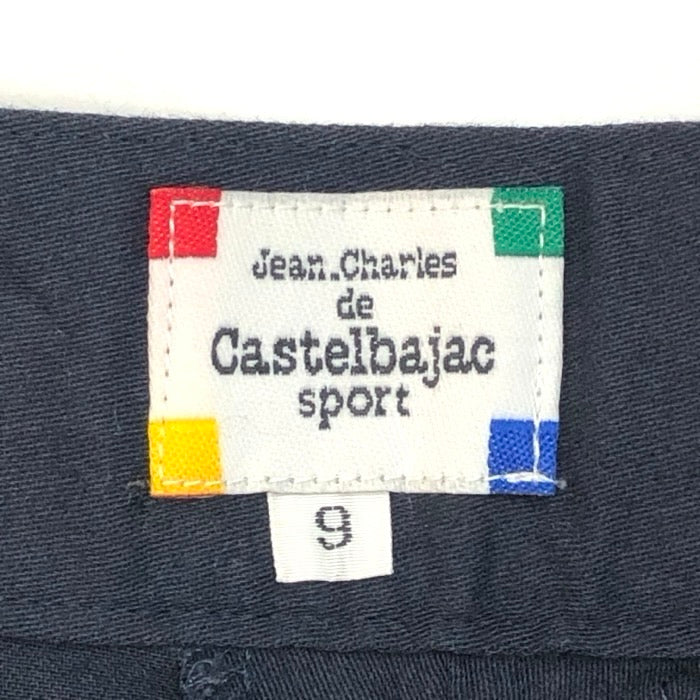 Jean.Charles
de
Castelbajac
sport
9